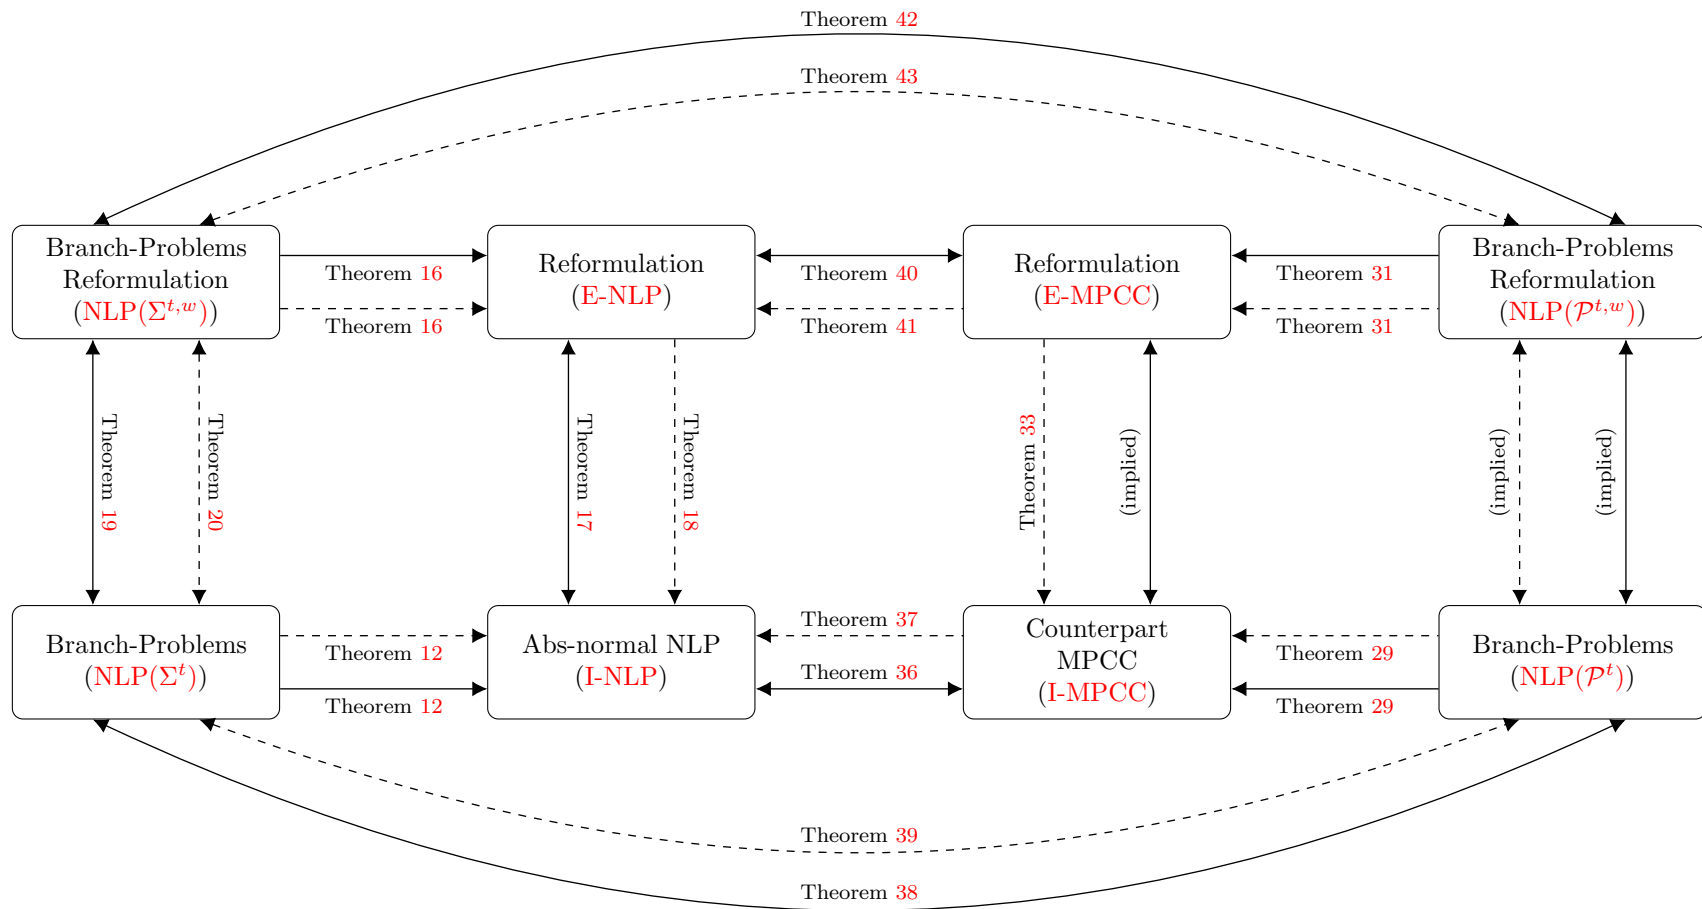 Theorem 42
Theorem 43
Branch-Problems
Reformulation
(NLP(Σ^{t,w}))
Theorem 16
Theorem 16
Reformulation
(E-NLP)
Theorem 40
Theorem 41
Reformulation
(E-MPCC)
Theorem 31
Theorem 31
Branch-Problems
Reformulation
(NLP(𝒫^{t,w}))
Theorem 19
Theorem 20
Theorem 17
Theorem 18
Theorem 33
(implied)
(implied)
(implied)
Branch-Problems
(NLP(Σ^t))
Theorem 12
Theorem 12
Abs-normal NLP
(I-NLP)
Theorem 37
Theorem 36
Counterpart
MPCC
(I-MPCC)
Theorem 29
Theorem 29
Branch-Problems
(NLP(𝒫^t))
Theorem 39
Theorem 38